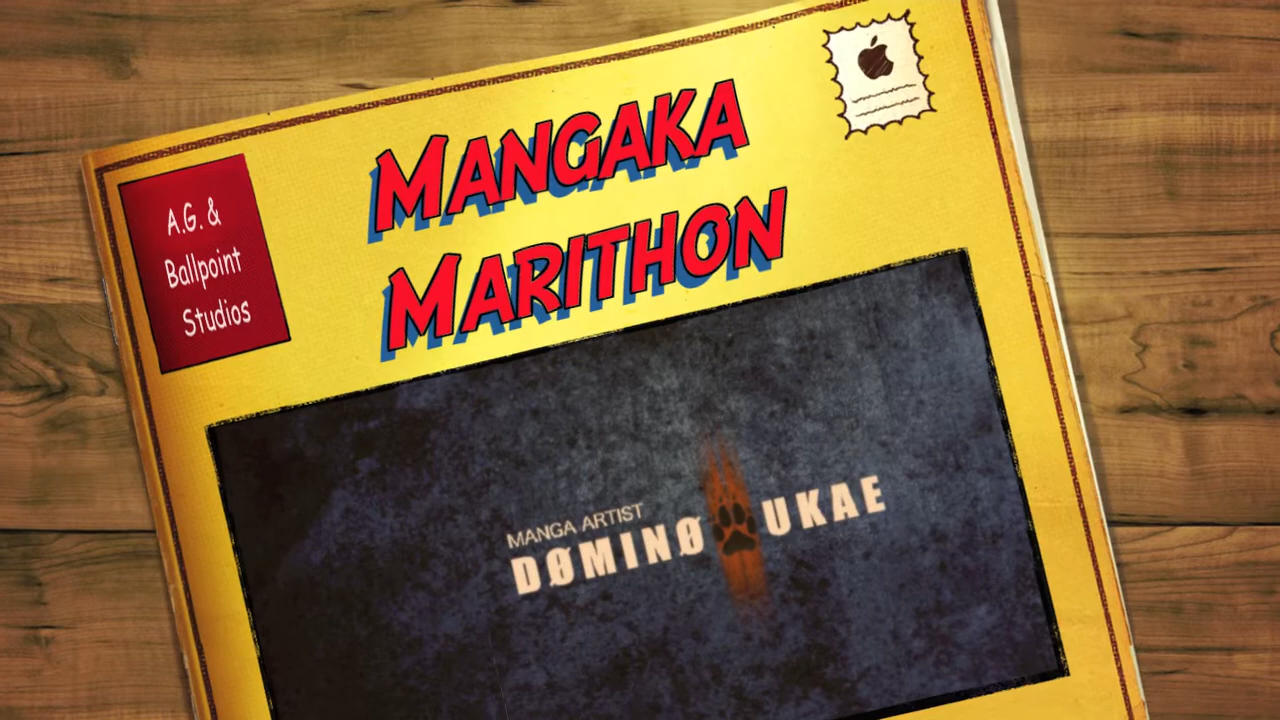 A.G. &
Ballpoint
Studios
MANGAKA
MARITHON
MANGA ARTIST
DØMINØ UKAE